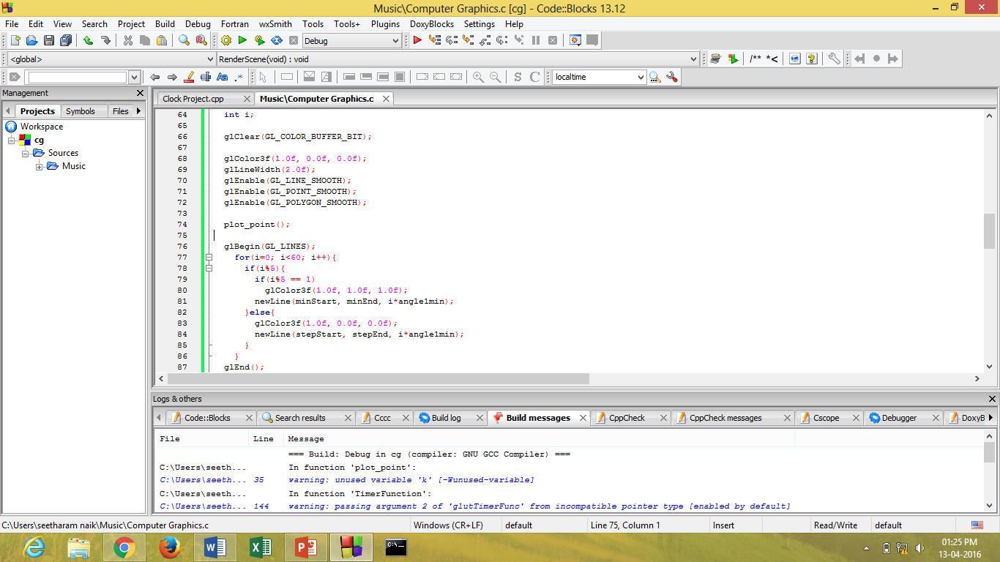 Music\Computer Graphics.c [cg] - Code::Blocks 13.12
File Edit View Search Project Build Debug Fortran wxSmith Tools Tools+ Plugins DoxyBlocks Settings Help
Debug
<global> RenderScene(void) : void /** *<
Aa .* S C localtime
Management
Projects Symbols Files
Workspace
cg
Sources
Music
Clock Project.cpp Music\Computer Graphics.c
64 int i;
65
66 glClear(GL_COLOR_BUFFER_BIT);
67
68 glColor3f(1.0f, 0.0f, 0.0f);
69 glLineWidth(2.0f);
70 glEnable(GL_LINE_SMOOTH);
71 glEnable(GL_POINT_SMOOTH);
72 glEnable(GL_POLYGON_SMOOTH);
73
74 plot_point();
75
76 glBegin(GL_LINES);
77 for(i=0; i<60; i++){
78 if(i%5){
79 if(i%5 == 1)
80 glColor3f(1.0f, 1.0f, 1.0f);
81 newLine(minStart, minEnd, i*angle1min);
82 }else{
83 glColor3f(1.0f, 0.0f, 0.0f);
84 newLine(stepStart, stepEnd, i*angle1min);
85 }
86 }
87 glEnd();
Logs & others
Code::Blocks Search results Cccc Build log Build messages CppCheck CppCheck messages Cscope Debugger DoxyB
File Line Message
=== Build: Debug in cg (compiler: GNU GCC Compiler) ===
C:\Users\seeth... In function 'plot_point':
C:\Users\seeth... 35 warning: unused variable 'k' [-Wunused-variable]
C:\Users\seeth... In function 'TimerFunction':
C:\Users\seeth... 144 warning: passing argument 2 of 'glutTimerFunc' from incompatible pointer type [enabled by default]
C:\Users\seetharam naik\Music\Computer Graphics.c Windows (CR+LF) default Line 75, Column 1 Insert Read/Write default
01:25 PM
13-04-2016